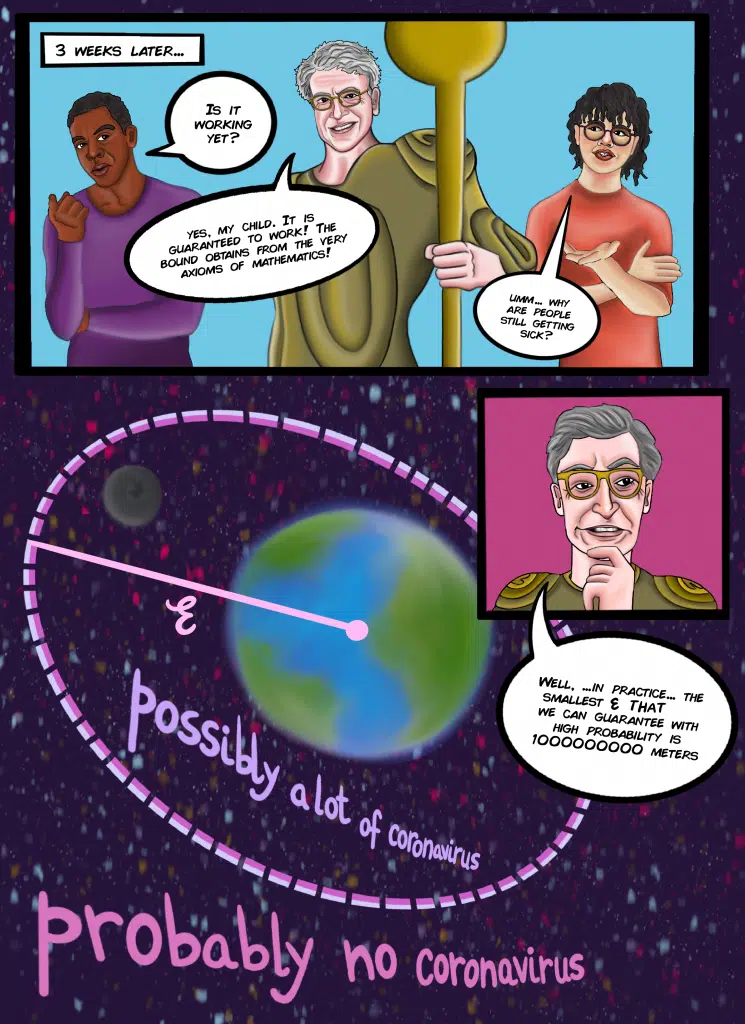 3 WEEKS LATER...
IS IT
WORKING
YET?
YES, MY CHILD. IT IS
GUARANTEED TO WORK! THE
BOUND OBTAINS FROM THE VERY
AXIOMS OF MATHEMATICS!
UMM... WHY
ARE PEOPLE
STILL GETTING
SICK?
ε
WELL, ...IN PRACTICE... THE
SMALLEST ε THAT
WE CAN GUARANTEE WITH
HIGH PROBABILITY IS
1000000000 METERS
possibly a lot of coronavirus
probably no coronavirus